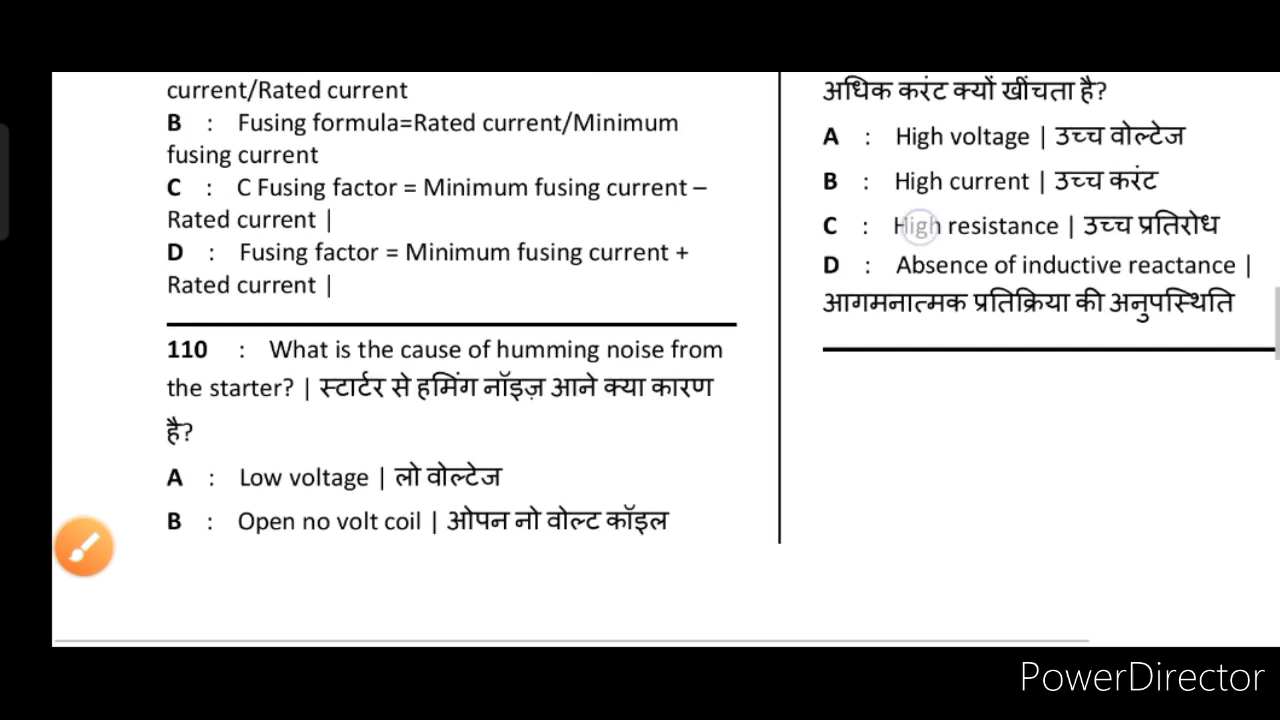 current/Rated current
B : Fusing formula=Rated current/Minimum
fusing current
C : C Fusing factor = Minimum fusing current –
Rated current |
D : Fusing factor = Minimum fusing current +
Rated current |
110 : What is the cause of humming noise from
the starter? | स्टार्टर से हमिंग नॉइज़ आने क्या कारण
है?
A : Low voltage | लो वोल्टेज
B : Open no volt coil | ओपन नो वोल्ट कॉइल
अधिक करंट क्यों खींचता है?
A : High voltage | उच्च वोल्टेज
B : High current | उच्च करंट
C : High resistance | उच्च प्रतिरोध
D : Absence of inductive reactance |
आगमनात्मक प्रतिक्रिया की अनुपस्थिति
PowerDirector